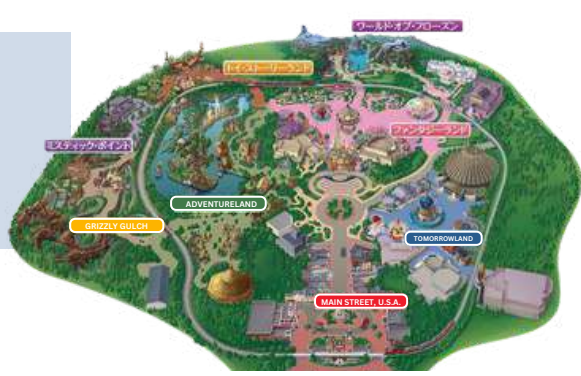 ワールド・オブ・フローズン
トイ・ストーリーランド
ファンタジーランド
ミスティック・ポイント
ADVENTURELAND
GRIZZLY GULCH
TOMORROWLAND
MAIN STREET, U.S.A.